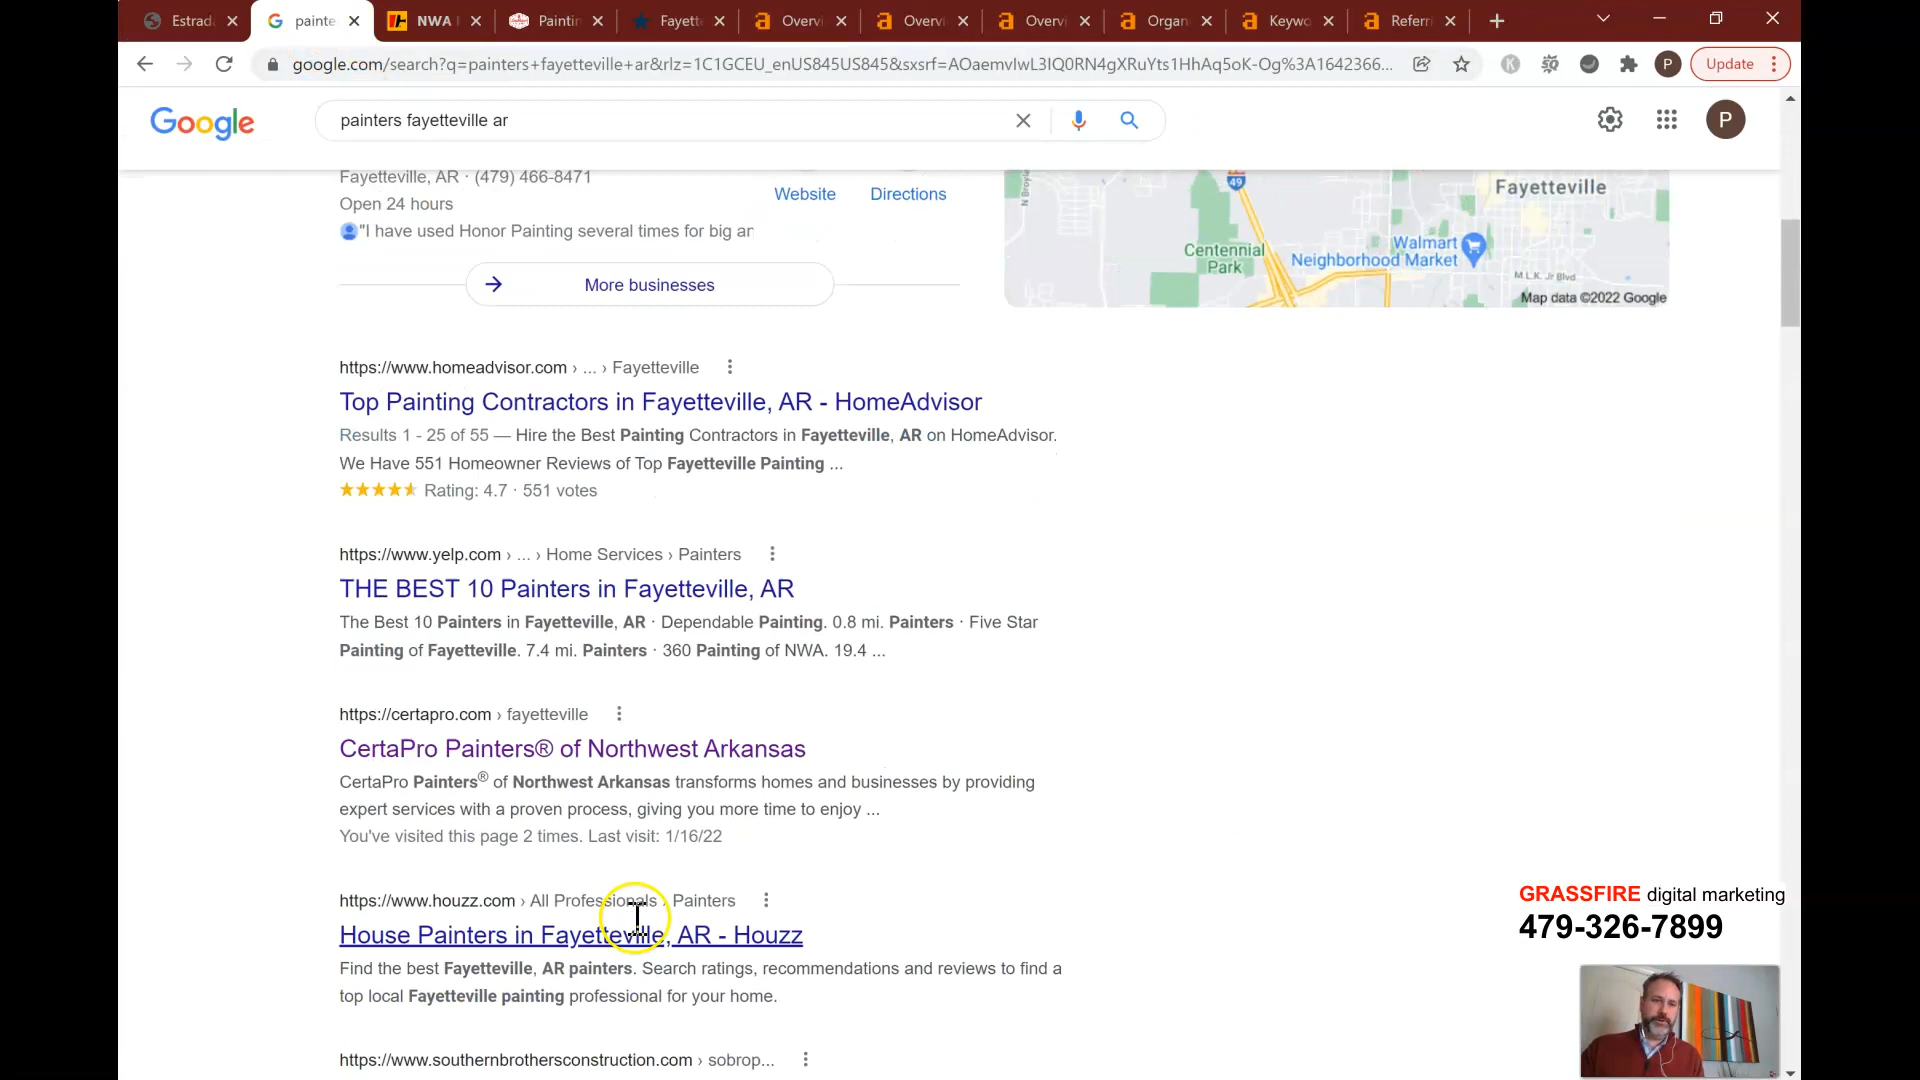 Estrad
painte
NWA
Paintin
Fayett
Overvi
Overvi
Overvi
Organ
Keywo
Referri
google.com/search?q=painters+fayetteville+ar&rlz=1C1GCEU_enUS845US845&sxsrf=AOaemvIwL3IQ0RN4gXRuYts1HhAq5oK-Og%3A1642366...
P
Update
Google
painters fayetteville ar
P
Fayetteville, AR · (479) 466-8471
Open 24 hours
"I have used Honor Painting several times for big an
Website
Directions
More businesses
49
Fayetteville
Centennial
Park
Walmart
Neighborhood Market
M.L.K. Jr Blvd
Map data ©2022 Google
https://www.homeadvisor.com › ... › Fayetteville
Top Painting Contractors in Fayetteville, AR - HomeAdvisor
Results 1 - 25 of 55 — Hire the Best Painting Contractors in Fayetteville, AR on HomeAdvisor.
We Have 551 Homeowner Reviews of Top Fayetteville Painting ...
Rating: 4.7 · 551 votes
https://www.yelp.com › ... › Home Services › Painters
THE BEST 10 Painters in Fayetteville, AR
The Best 10 Painters in Fayetteville, AR · Dependable Painting. 0.8 mi. Painters · Five Star
Painting of Fayetteville. 7.4 mi. Painters · 360 Painting of NWA. 19.4 ...
https://certapro.com › fayetteville
CertaPro Painters® of Northwest Arkansas
CertaPro Painters® of Northwest Arkansas transforms homes and businesses by providing
expert services with a proven process, giving you more time to enjoy ...
You've visited this page 2 times. Last visit: 1/16/22
https://www.houzz.com › All Professionals › Painters
House Painters in Fayetteville, AR - Houzz
Find the best Fayetteville, AR painters. Search ratings, recommendations and reviews to find a
top local Fayetteville painting professional for your home.
https://www.southernbrothersconstruction.com › sobrop...
GRASSFIRE digital marketing
479-326-7899